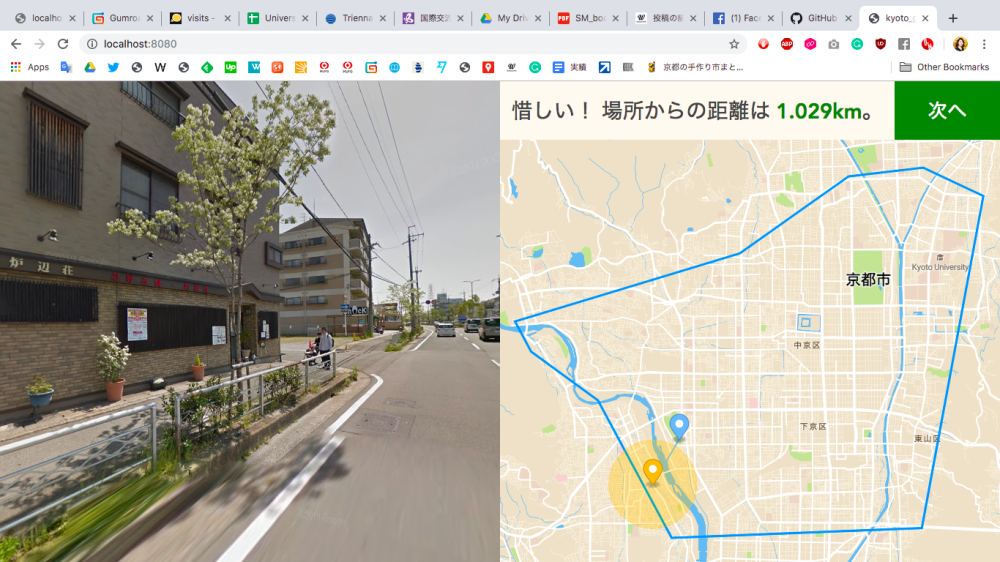 localho
Gumroa
visits -
Univers
Trienna
国際交流
My Driv
SM_boo
投稿の編
(1) Face
GitHub
kyoto_g
localhost:8080
Apps
実績
京都の手作り市まと...
Other Bookmarks
惜しい！ 場所からの距離は 1.029km。
次へ
炉辺荘
京都市
Kyoto University
中京区
下京区
東山区